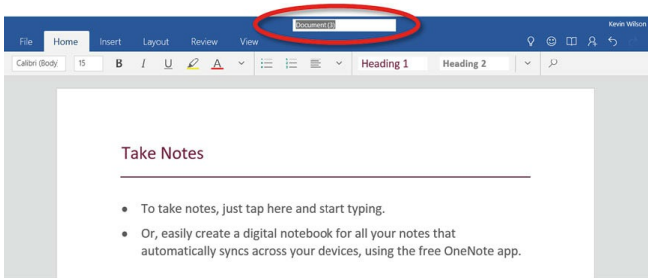 Document (3)
Kevin Wilson
File Home Insert Layout Review View
Calibri (Body 15 B I U A Heading 1 Heading 2
Take Notes
• To take notes, just tap here and start typing.
• Or, easily create a digital notebook for all your notes that
automatically syncs across your devices, using the free OneNote app.